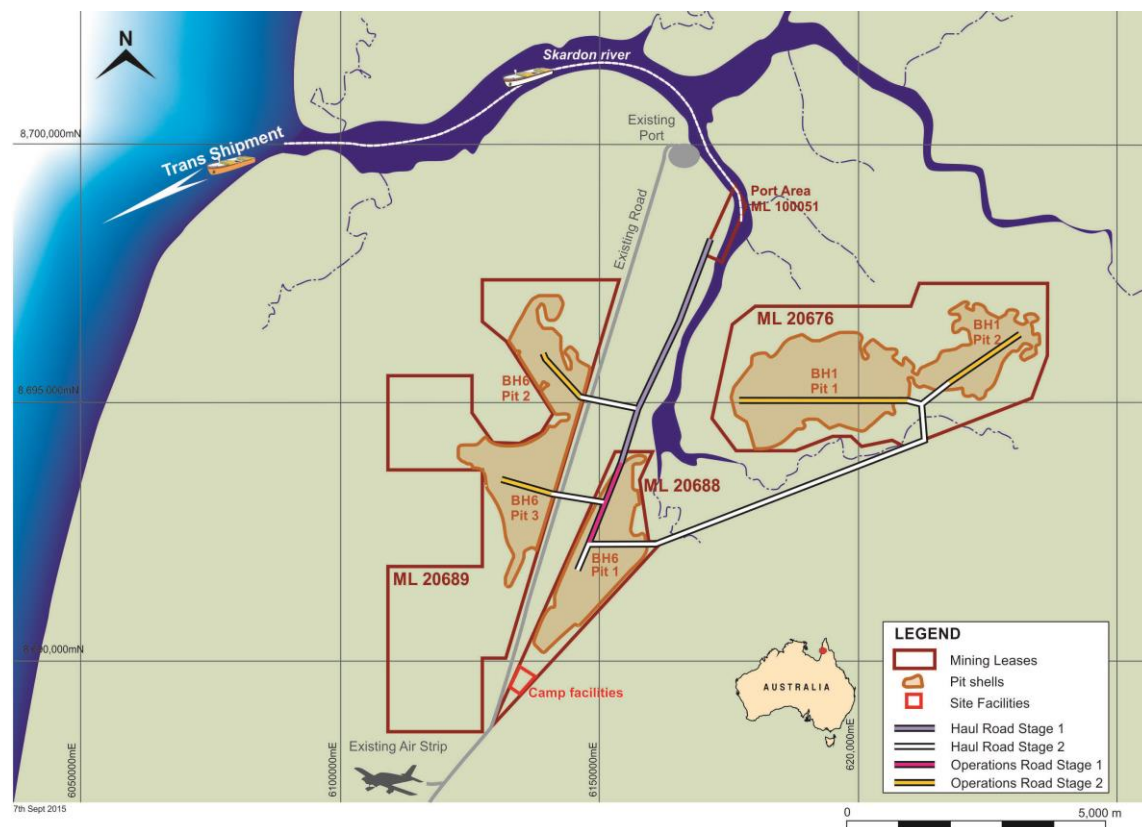 N
Skardon river
8,700,000mN
Trans Shipment
Existing
Port
Port Area
ML 100051
Existing Road
ML 20676
BH1
Pit 2
BH1
Pit 1
8,695,000mN
BH6
Pit 2
ML 20688
BH6
Pit 3
BH6
Pit 1
ML 20689
8,690,000mN
Camp facilities
Existing Air Strip
6050000mE
6100000mE
6150000mE
620,000mE
AUSTRALIA
LEGEND
Mining Leases
Pit shells
Site Facilities
Haul Road Stage 1
Haul Road Stage 2
Operations Road Stage 1
Operations Road Stage 2
7th Sept 2015
0
5,000 m